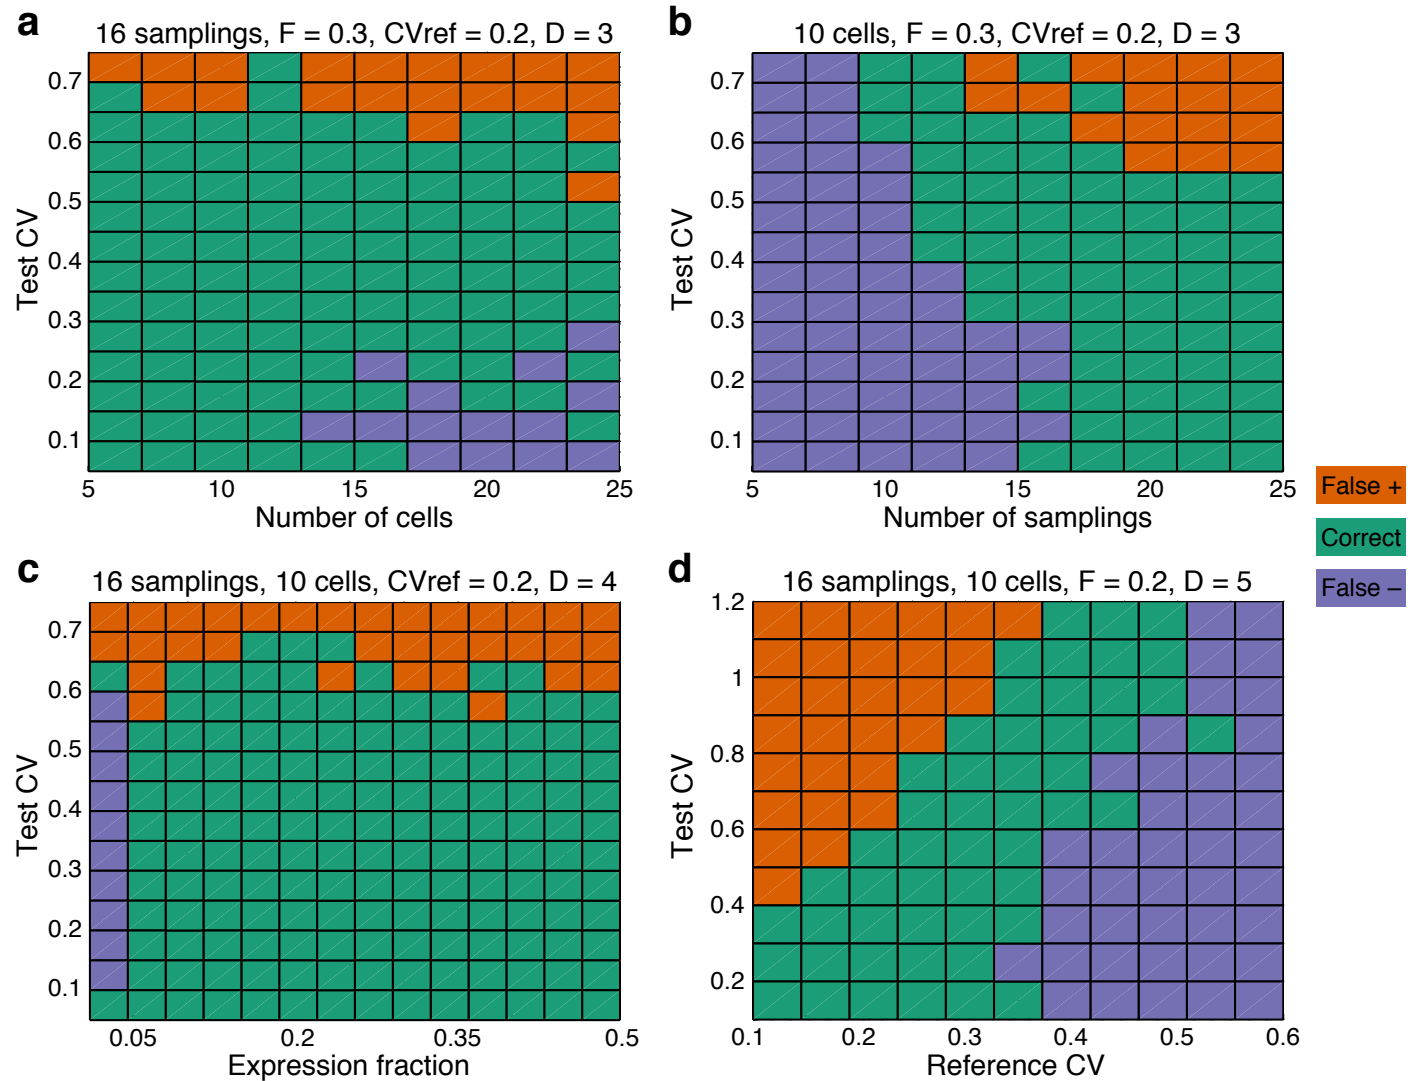 a
16 samplings, F = 0.3, CVref = 0.2, D = 3
0.7
0.6
0.5
0.4
0.3
0.2
0.1
Test CV
5 10 15 20 25
Number of cells
b
10 cells, F = 0.3, CVref = 0.2, D = 3
0.7
0.6
0.5
0.4
0.3
0.2
0.1
Test CV
5 10 15 20 25
Number of samplings
False +
Correct
False –
c
16 samplings, 10 cells, CVref = 0.2, D = 4
0.7
0.6
0.5
0.4
0.3
0.2
0.1
Test CV
0.05 0.2 0.35 0.5
Expression fraction
d
16 samplings, 10 cells, F = 0.2, D = 5
1.2
1
0.8
0.6
0.4
0.2
Test CV
0.1 0.2 0.3 0.4 0.5 0.6
Reference CV